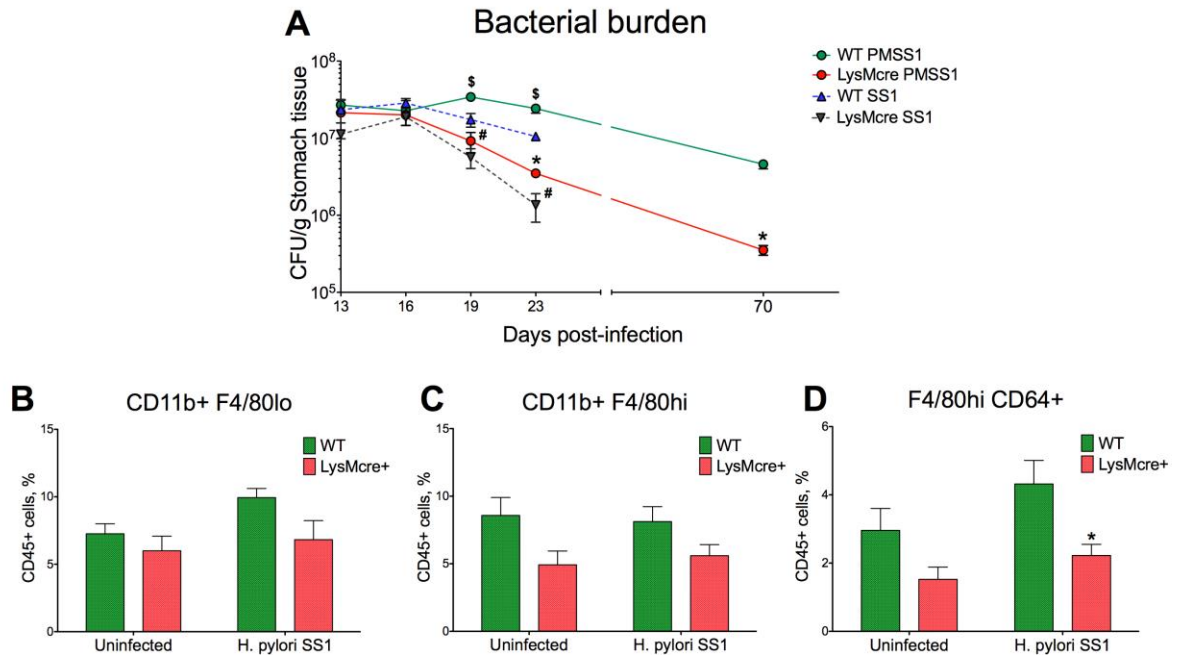 A
Bacterial burden
CFU/g Stomach tissue
10^8
10^7
10^6
10^5
$
$
#
*
#
*
13
16
19
23
70
Days post-infection
WT PMSS1
LysMcre PMSS1
WT SS1
LysMcre SS1
B
CD11b+ F4/80lo
CD45+ cells, %
15
10
5
0
WT
LysMcre+
Uninfected
H. pylori SS1
C
CD11b+ F4/80hi
CD45+ cells, %
15
10
5
0
WT
LysMcre+
Uninfected
H. pylori SS1
D
F4/80hi CD64+
CD45+ cells, %
6
4
2
0
WT
LysMcre+
*
Uninfected
H. pylori SS1